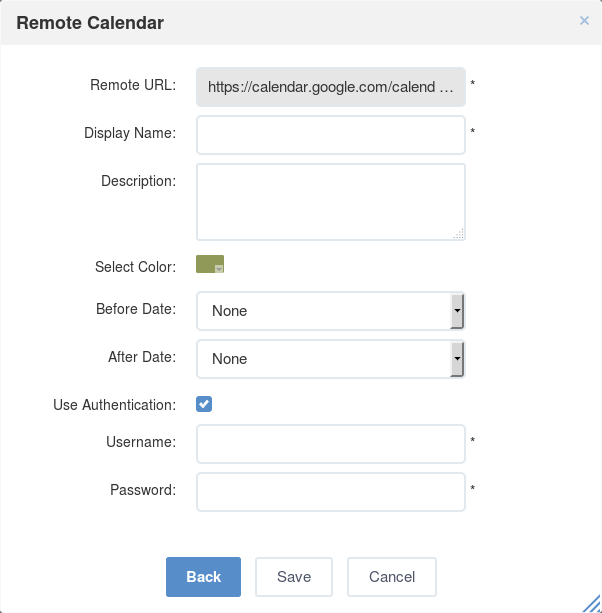 Remote Calendar ×
Remote URL: https://calendar.google.com/calend ... *
Display Name: *
Description:
Select Color:
Before Date: None
After Date: None
Use Authentication:
Username: *
Password: *
Back Save Cancel